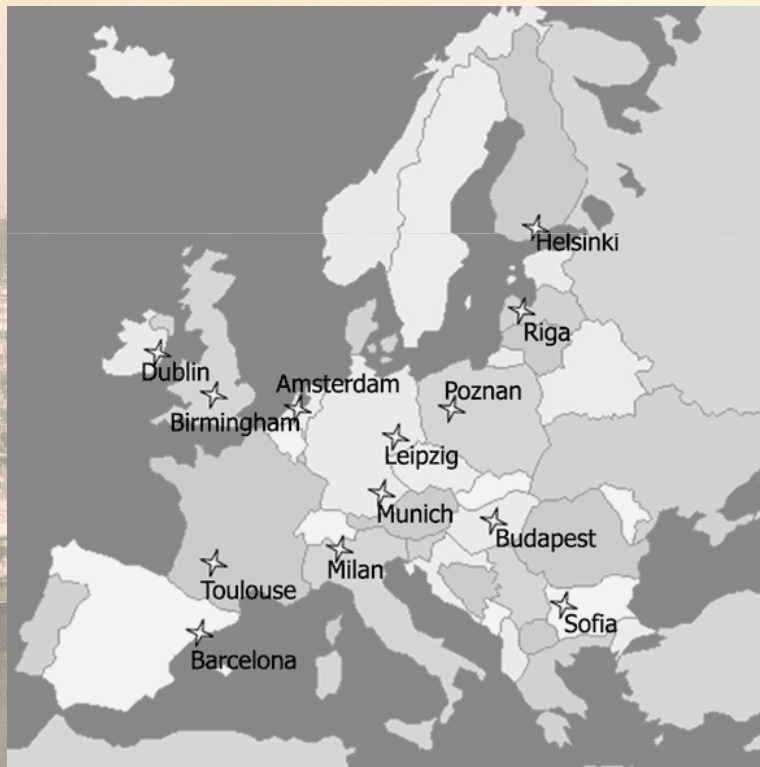 Helsinki
Riga
Dublin
Amsterdam
Poznan
Birmingham
Leipzig
Munich
Budapest
Milan
Toulouse
Sofia
Barcelona